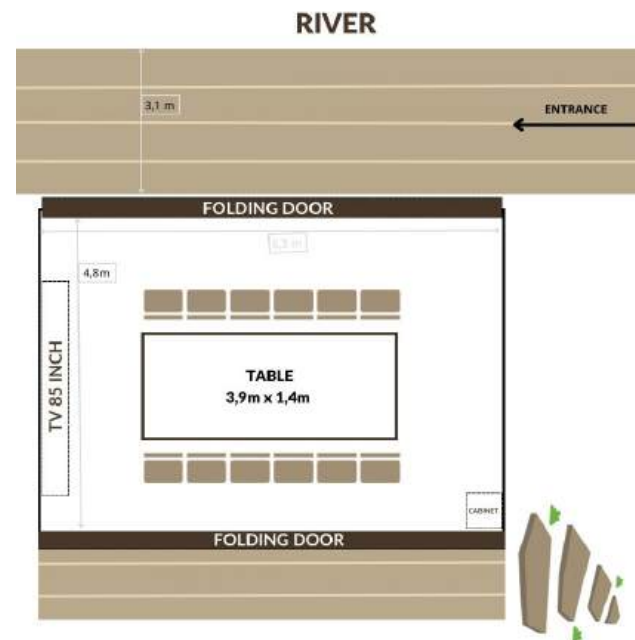 RIVER
3,1 m
ENTRANCE
FOLDING DOOR
4,8m
TV 85 INCH
TABLE
3,9m x 1,4m
CABINET
FOLDING DOOR